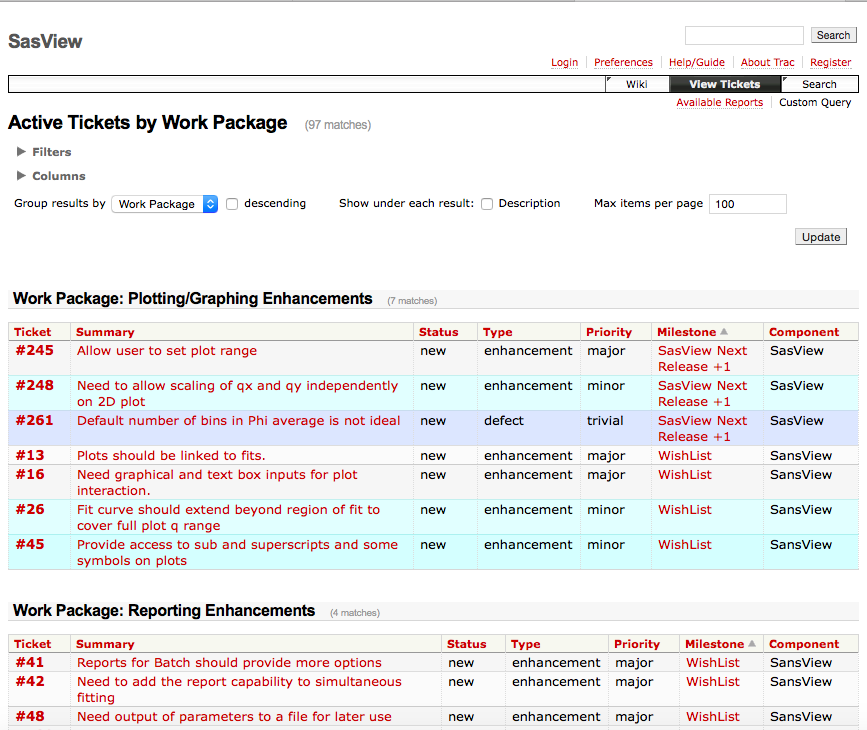 SasView
Search
Login Preferences Help/Guide About Trac Register
Wiki View Tickets Search
Available Reports Custom Query
Active Tickets by Work Package (97 matches)
Filters
Columns
Group results by Work Package descending Show under each result: Description Max items per page 100
Update
Work Package: Plotting/Graphing Enhancements (7 matches)
Ticket Summary Status Type Priority Milestone Component
#245 Allow user to set plot range new enhancement major SasView Next SasView
Release +1
#248 Need to allow scaling of qx and qy independently new enhancement minor SasView Next SasView
on 2D plot Release +1
#261 Default number of bins in Phi average is not ideal new defect trivial SasView Next SasView
Release +1
#13 Plots should be linked to fits. new enhancement major WishList SansView
#16 Need graphical and text box inputs for plot new enhancement major WishList SansView
interaction.
#26 Fit curve should extend beyond region of fit to new enhancement minor WishList SansView
cover full plot q range
#45 Provide access to sub and superscripts and some new enhancement minor WishList SansView
symbols on plots
Work Package: Reporting Enhancements (4 matches)
Ticket Summary Status Type Priority Milestone Component
#41 Reports for Batch should provide more options new enhancement major WishList SansView
#42 Need to add the report capability to simultaneous new enhancement major WishList SansView
fitting
#48 Need output of parameters to a file for later use new enhancement major WishList SansView